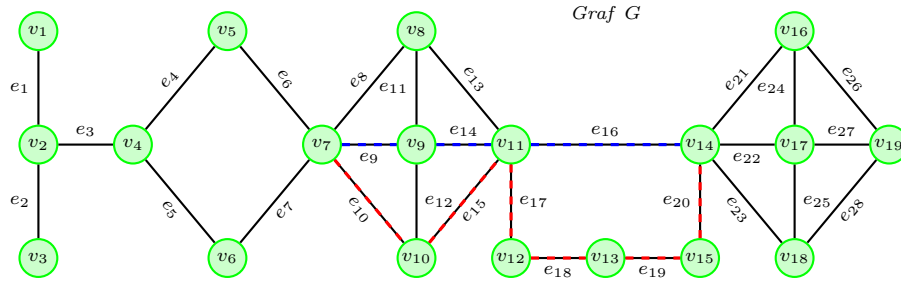 Graf G
v1 v5 v8 v16
e1 e4 e6 e8 e11 e13 e21 e24 e26
v2 e3 v4 v7 e9 v9 e14 v11 e16 v14 e22 v17 e27 v19
e2 e5 e7 e10 e12 e15 e17 e20 e23 e25 e28
v3 v6 v10 v12 e18 v13 e19 v15 v18